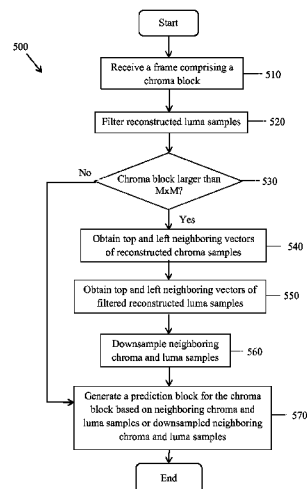 500
Start
Receive a frame comprising a
chroma block
510
Filter reconstructed luma samples
520
Chroma block larger than
MxM?
530
No
Yes
Obtain top and left neighboring vectors
of reconstructed chroma samples
540
Obtain top and left neighboring vectors
of filtered reconstructed luma samples
550
Downsample neighboring
chroma and luma samples
560
Generate a prediction block for the chroma
block based on neighboring chroma and
luma samples or downsampled neighboring
chroma and luma samples
570
End